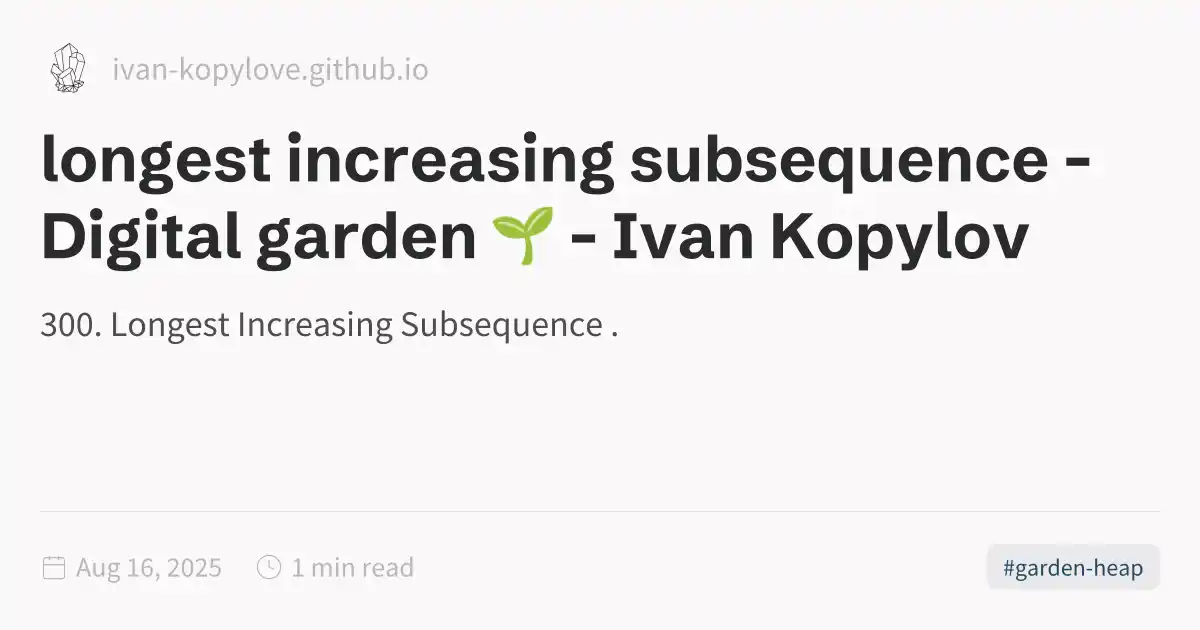 ivan-kopylove.github.io
longest increasing subsequence -
Digital garden 🌱 - Ivan Kopylov
300. Longest Increasing Subsequence .
Aug 16, 2025 1 min read #garden-heap